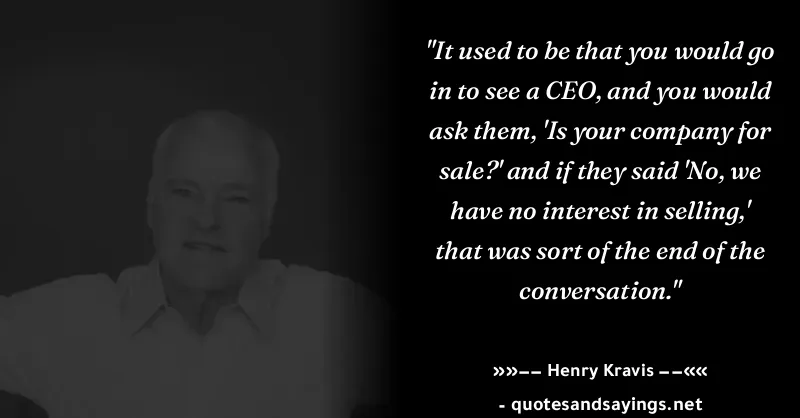 "It used to be that you would go
in to see a CEO, and you would
ask them, 'Is your company for
sale?' and if they said 'No, we
have no interest in selling,'
that was sort of the end of the
conversation."
»»—— Henry Kravis ——««
- quotesandsayings.net